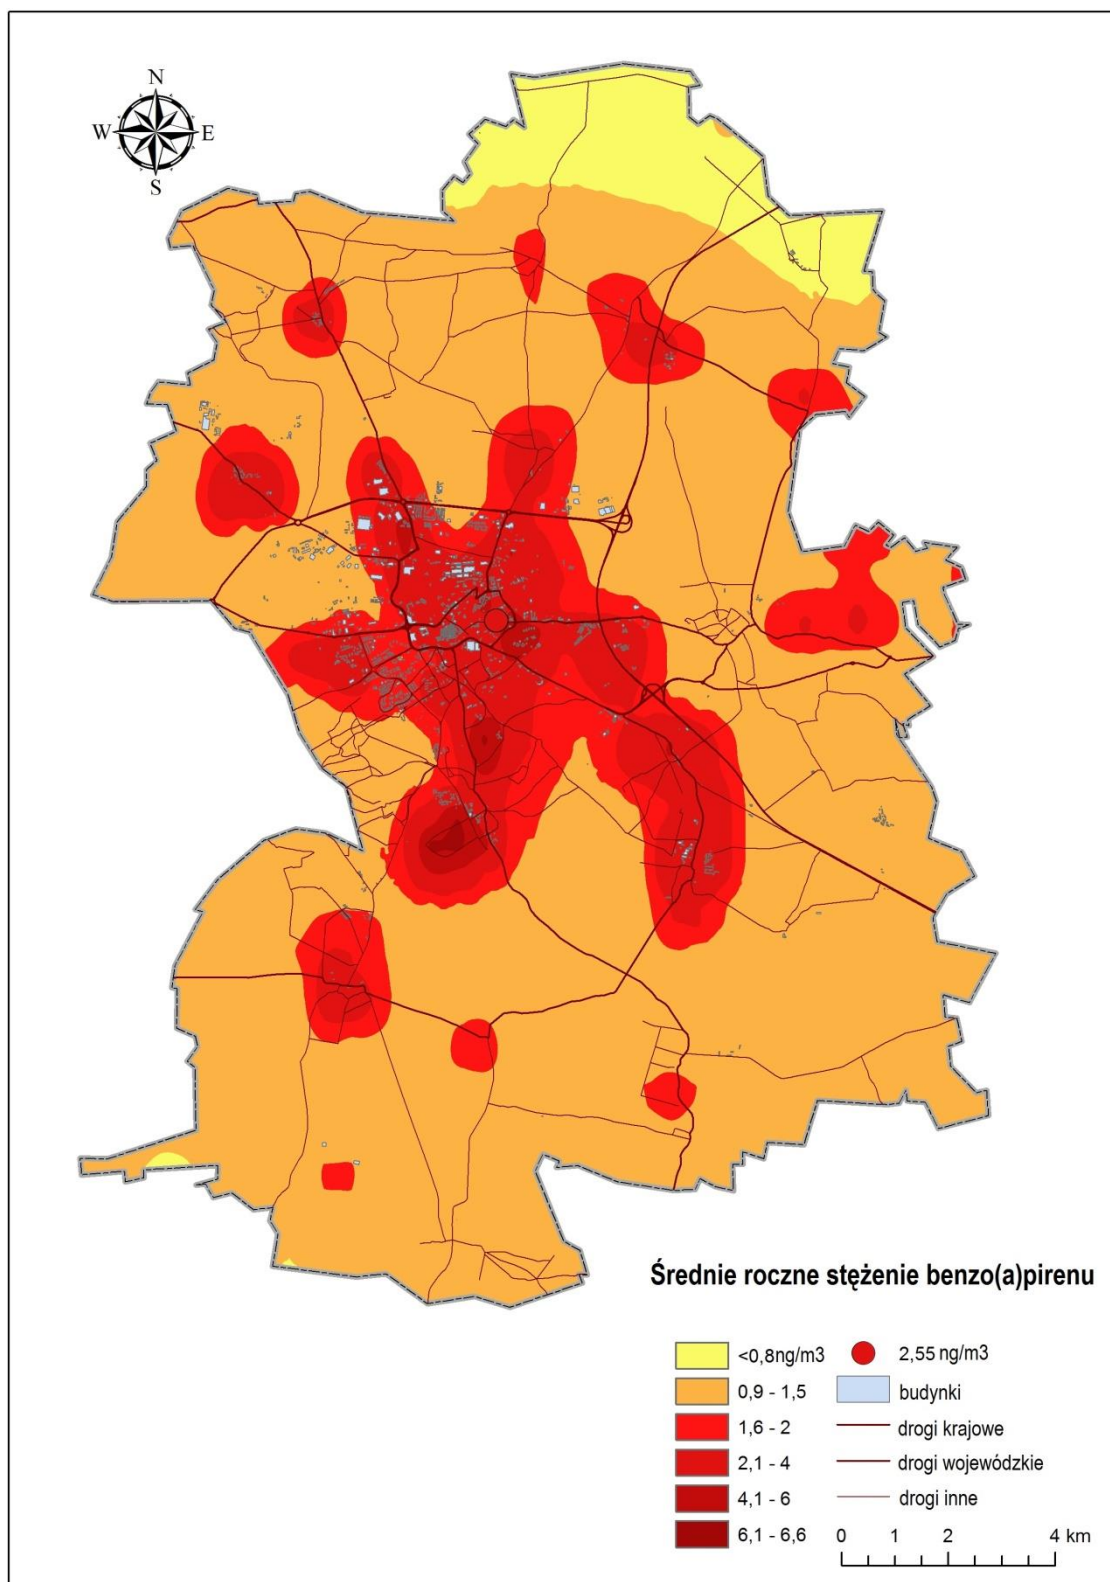 N
W E
S
Średnie roczne stężenie benzo(a)pirenu
<0,8ng/m3
0,9 - 1,5
1,6 - 2
2,1 - 4
4,1 - 6
6,1 - 6,6
2,55 ng/m3
budynki
drogi krajowe
drogi wojewódzkie
drogi inne
0 1 2 4 km